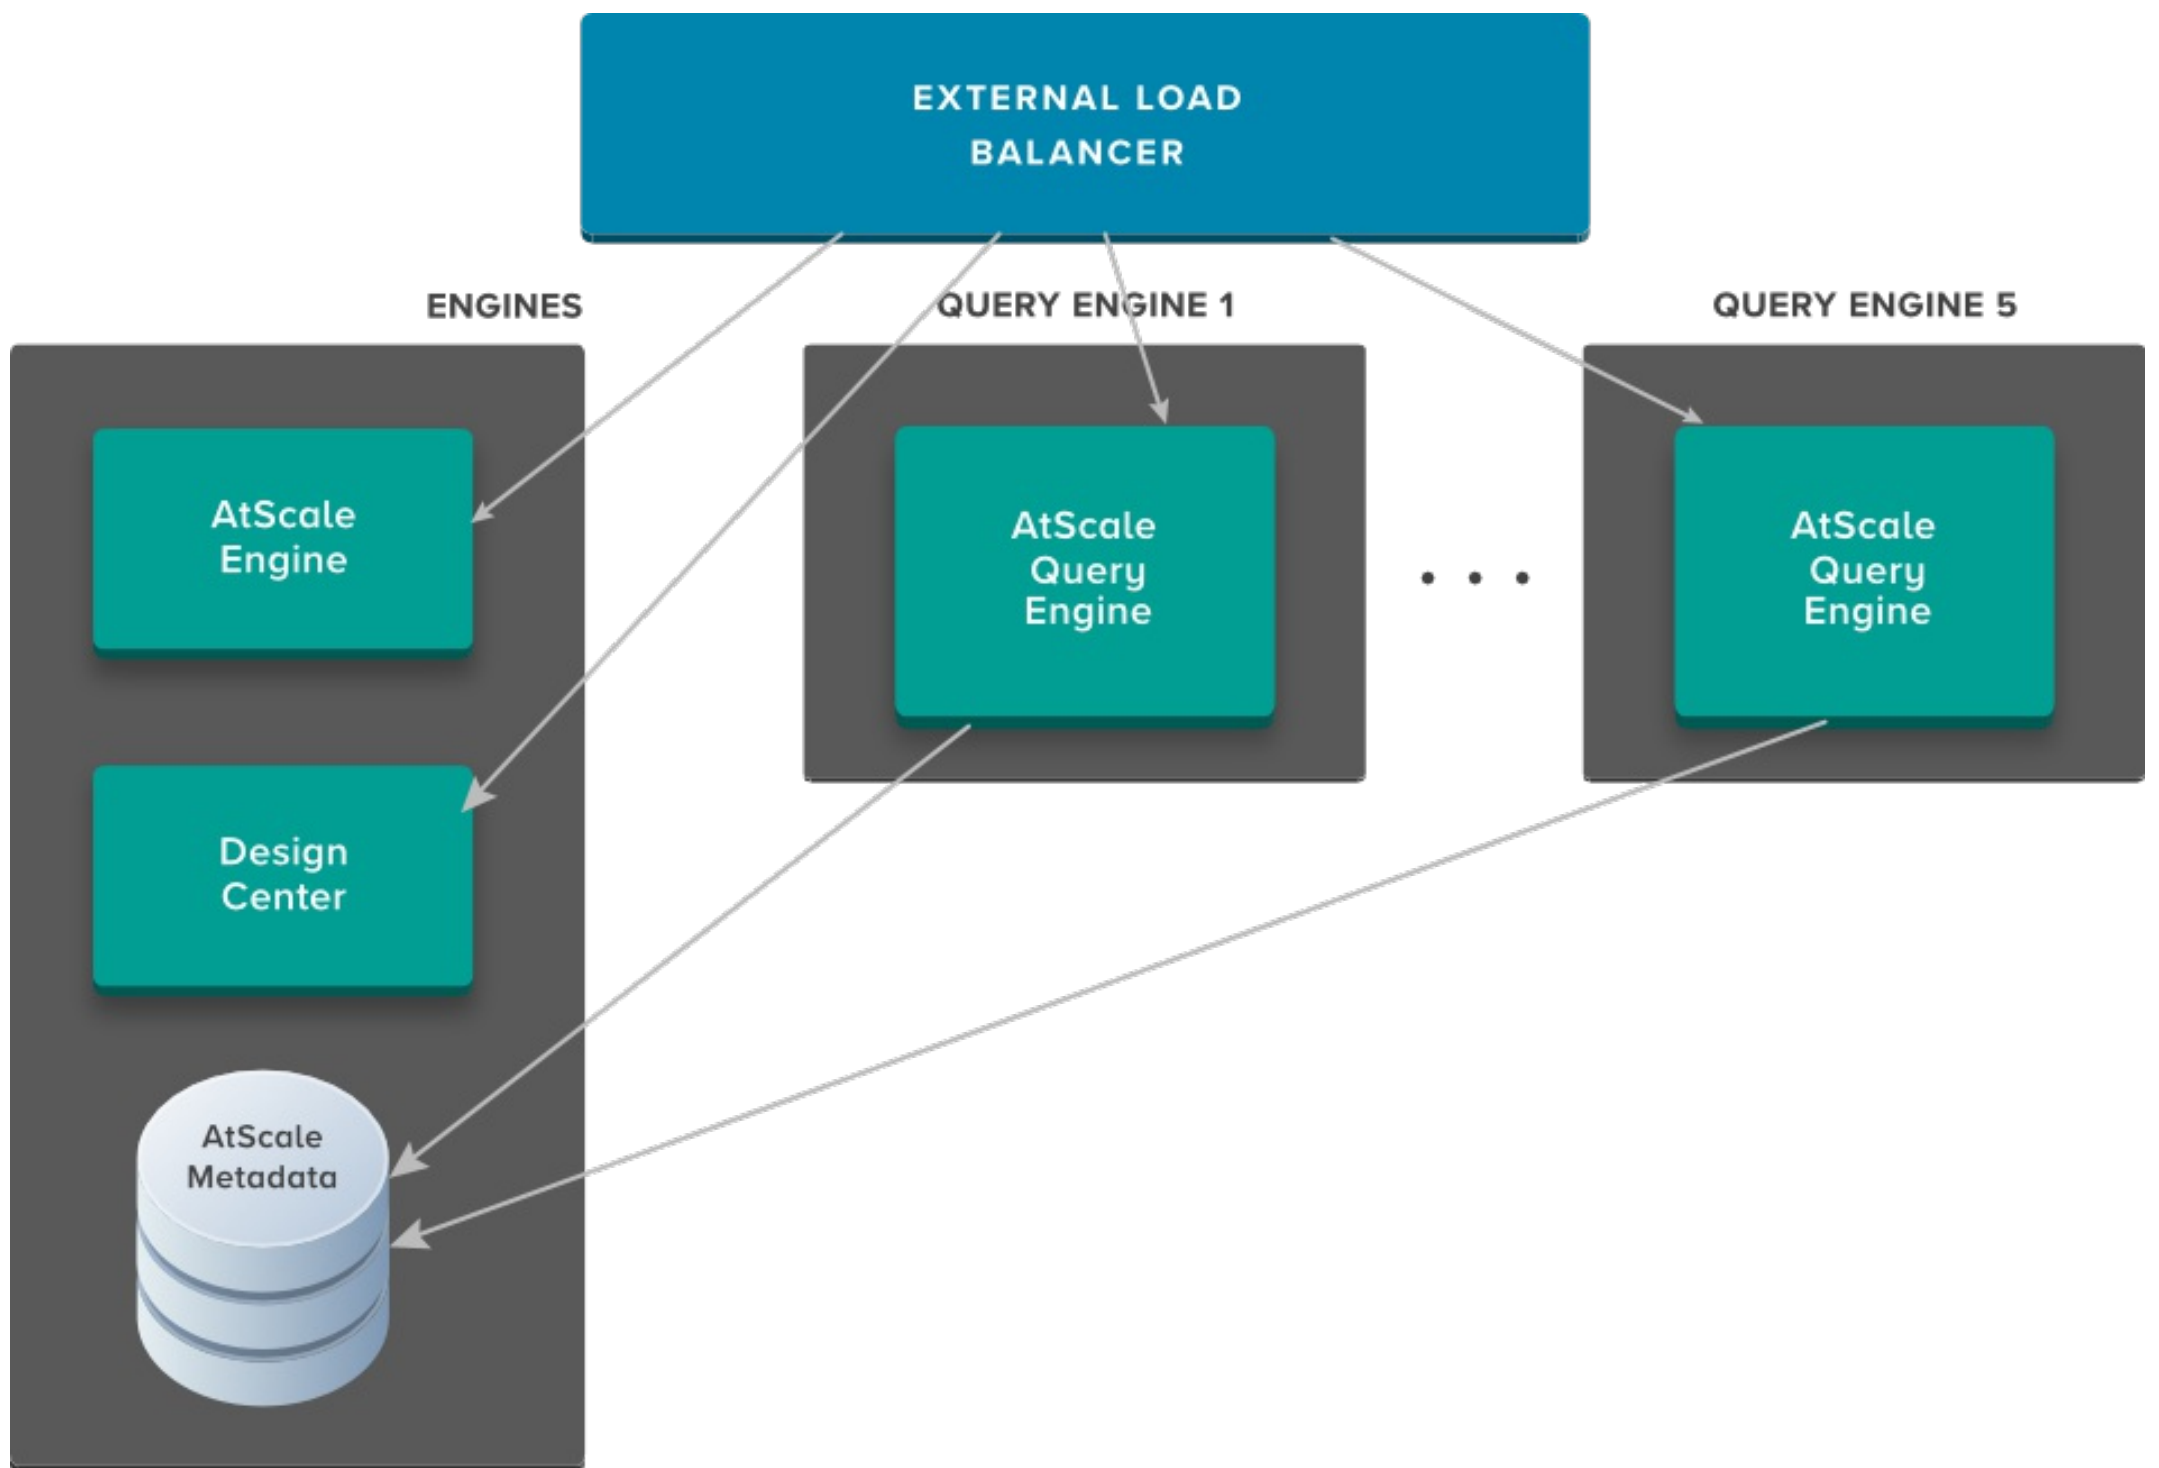 EXTERNAL LOAD
BALANCER
ENGINES
QUERY ENGINE 1
QUERY ENGINE 5
AtScale
Engine
AtScale
Query
Engine
. . .
AtScale
Query
Engine
Design
Center
AtScale
Metadata